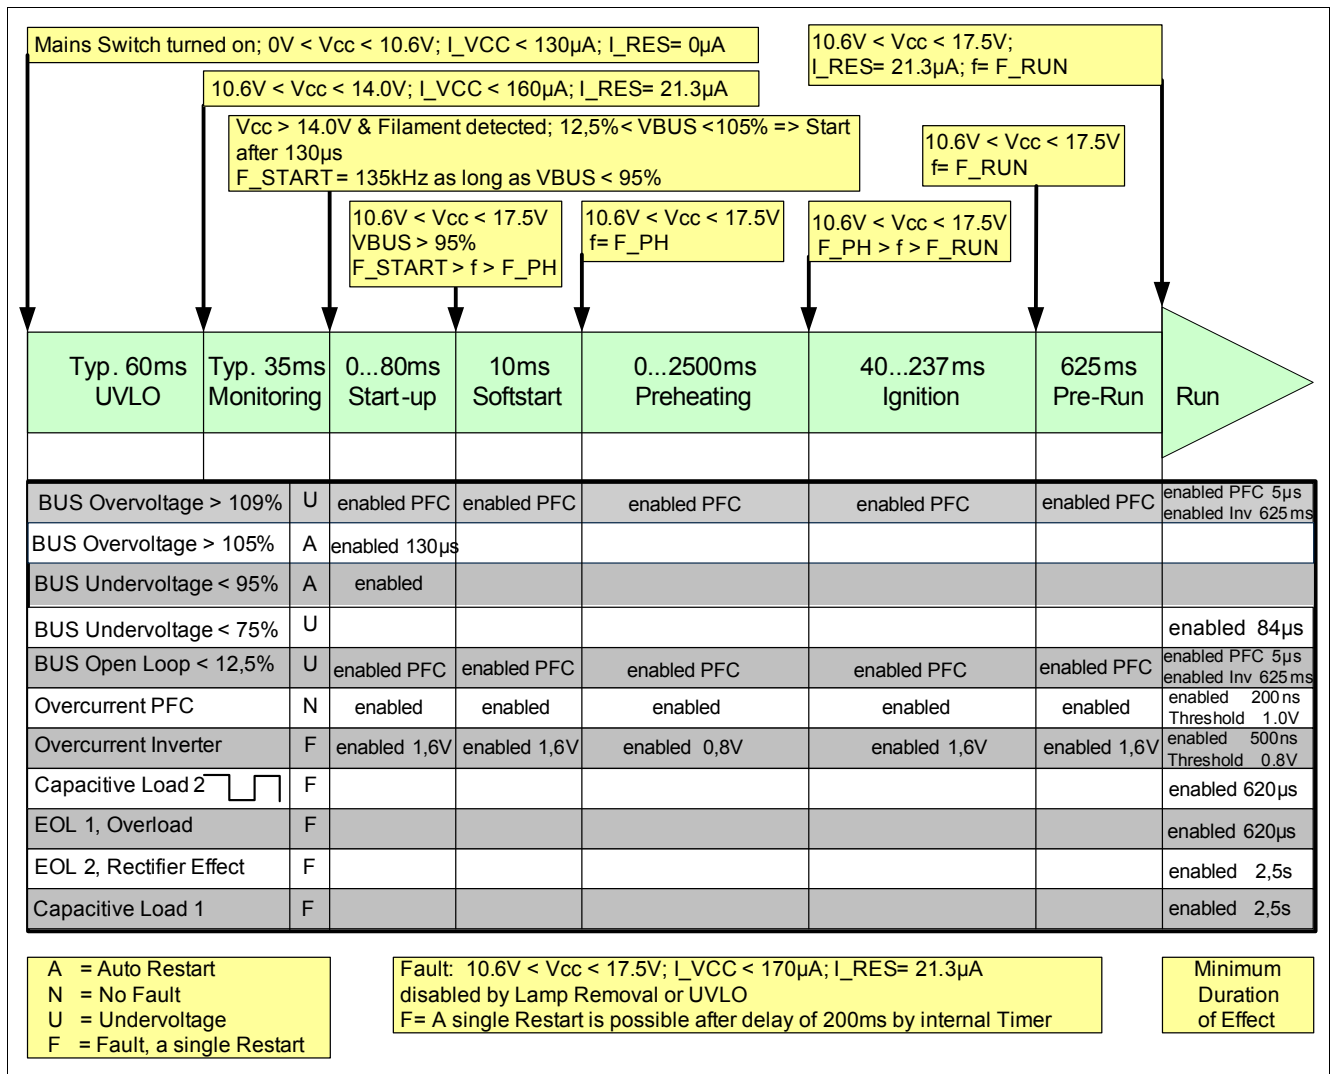 Mains Switch turned on; 0V < Vcc < 10.6V; I_VCC < 130µA; I_RES= 0µA
10.6V < Vcc < 17.5V;
I_RES= 21.3µA; f= F_RUN
10.6V < Vcc < 14.0V; I_VCC < 160µA; I_RES= 21.3µA
Vcc > 14.0V & Filament detected; 12,5%< VBUS <105% => Start
after 130µs
F_START = 135kHz as long as VBUS < 95%
10.6V < Vcc < 17.5V
f= F_RUN
10.6V < Vcc < 17.5V
VBUS > 95%
F_START > f > F_PH
10.6V < Vcc < 17.5V
f= F_PH
10.6V < Vcc < 17.5V
F_PH > f > F_RUN
Typ. 60ms
UVLO
Typ. 35ms
Monitoring
0...80ms
Start-up
10ms
Softstart
0...2500ms
Preheating
40...237ms
Ignition
625ms
Pre-Run
Run
BUS Overvoltage > 109% U enabled PFC enabled PFC enabled PFC enabled PFC enabled PFC enabled PFC 5µs
enabled Inv 625ms
BUS Overvoltage > 105% A enabled 130µs
BUS Undervoltage < 95% A enabled
BUS Undervoltage < 75% U enabled 84µs
BUS Open Loop < 12,5% U enabled PFC enabled PFC enabled PFC enabled PFC enabled PFC enabled PFC 5µs
enabled Inv 625ms
Overcurrent PFC N enabled enabled enabled enabled enabled enabled 200ns
Threshold 1.0V
Overcurrent Inverter F enabled 1,6V enabled 1,6V enabled 0,8V enabled 1,6V enabled 1,6V enabled 500ns
Threshold 0.8V
Capacitive Load 2 F enabled 620µs
EOL 1, Overload F enabled 620µs
EOL 2, Rectifier Effect F enabled 2,5s
Capacitive Load 1 F enabled 2,5s
A = Auto Restart
N = No Fault
U = Undervoltage
F = Fault, a single Restart
Fault: 10.6V < Vcc < 17.5V; I_VCC < 170µA; I_RES= 21.3µA
disabled by Lamp Removal or UVLO
F= A single Restart is possible after delay of 200ms by internal Timer
Minimum
Duration
of Effect